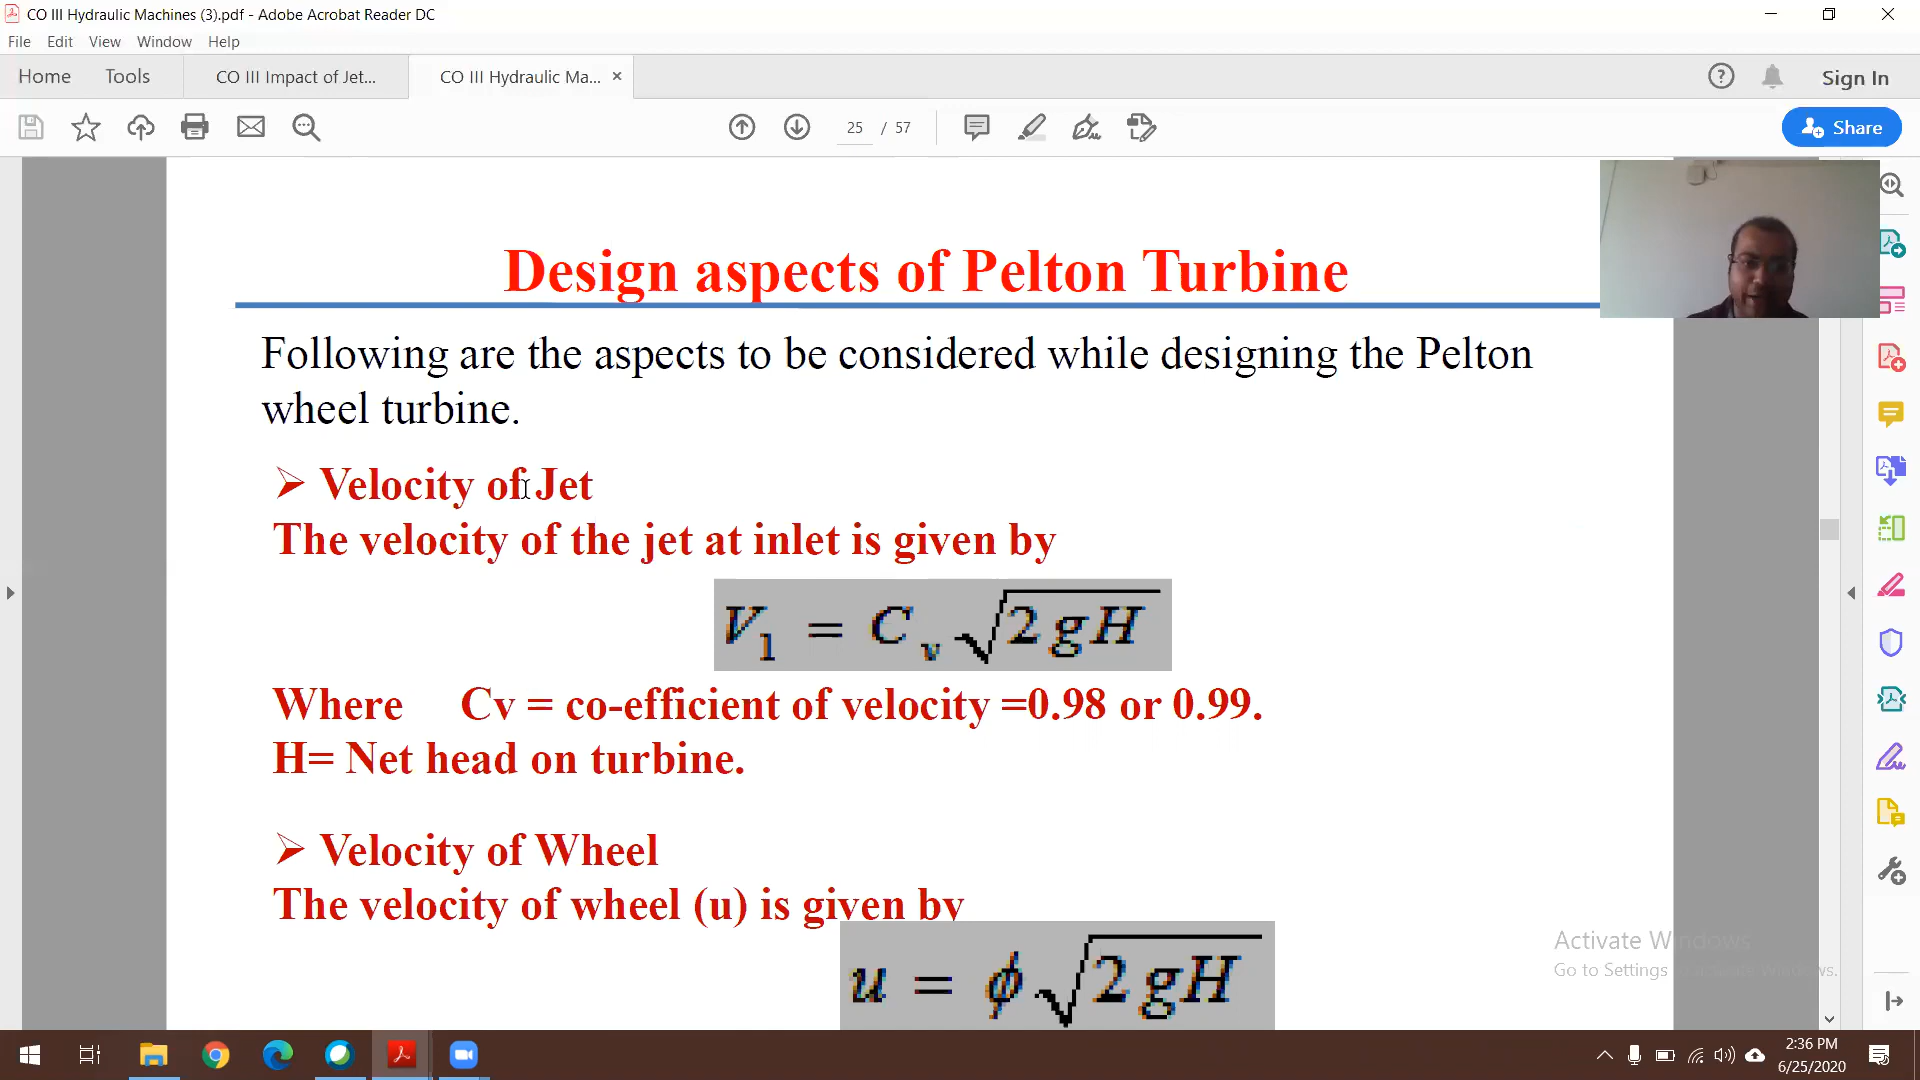 CO III Hydraulic Machines (3).pdf - Adobe Acrobat Reader DC
File Edit View Window Help
Home Tools CO III Impact of Jet... CO III Hydraulic Ma... × Sign In
25 / 57 Share
Design aspects of Pelton Turbine
Following are the aspects to be considered while designing the Pelton
wheel turbine.
➢ Velocity of Jet
The velocity of the jet at inlet is given by
V₁ = C_v √2gH
Where Cv = co-efficient of velocity =0.98 or 0.99.
H= Net head on turbine.
➢ Velocity of Wheel
The velocity of wheel (u) is given by
u = ϕ √2gH
Activate Windows
Go to Settings to activate Windows.
2:36 PM
6/25/2020